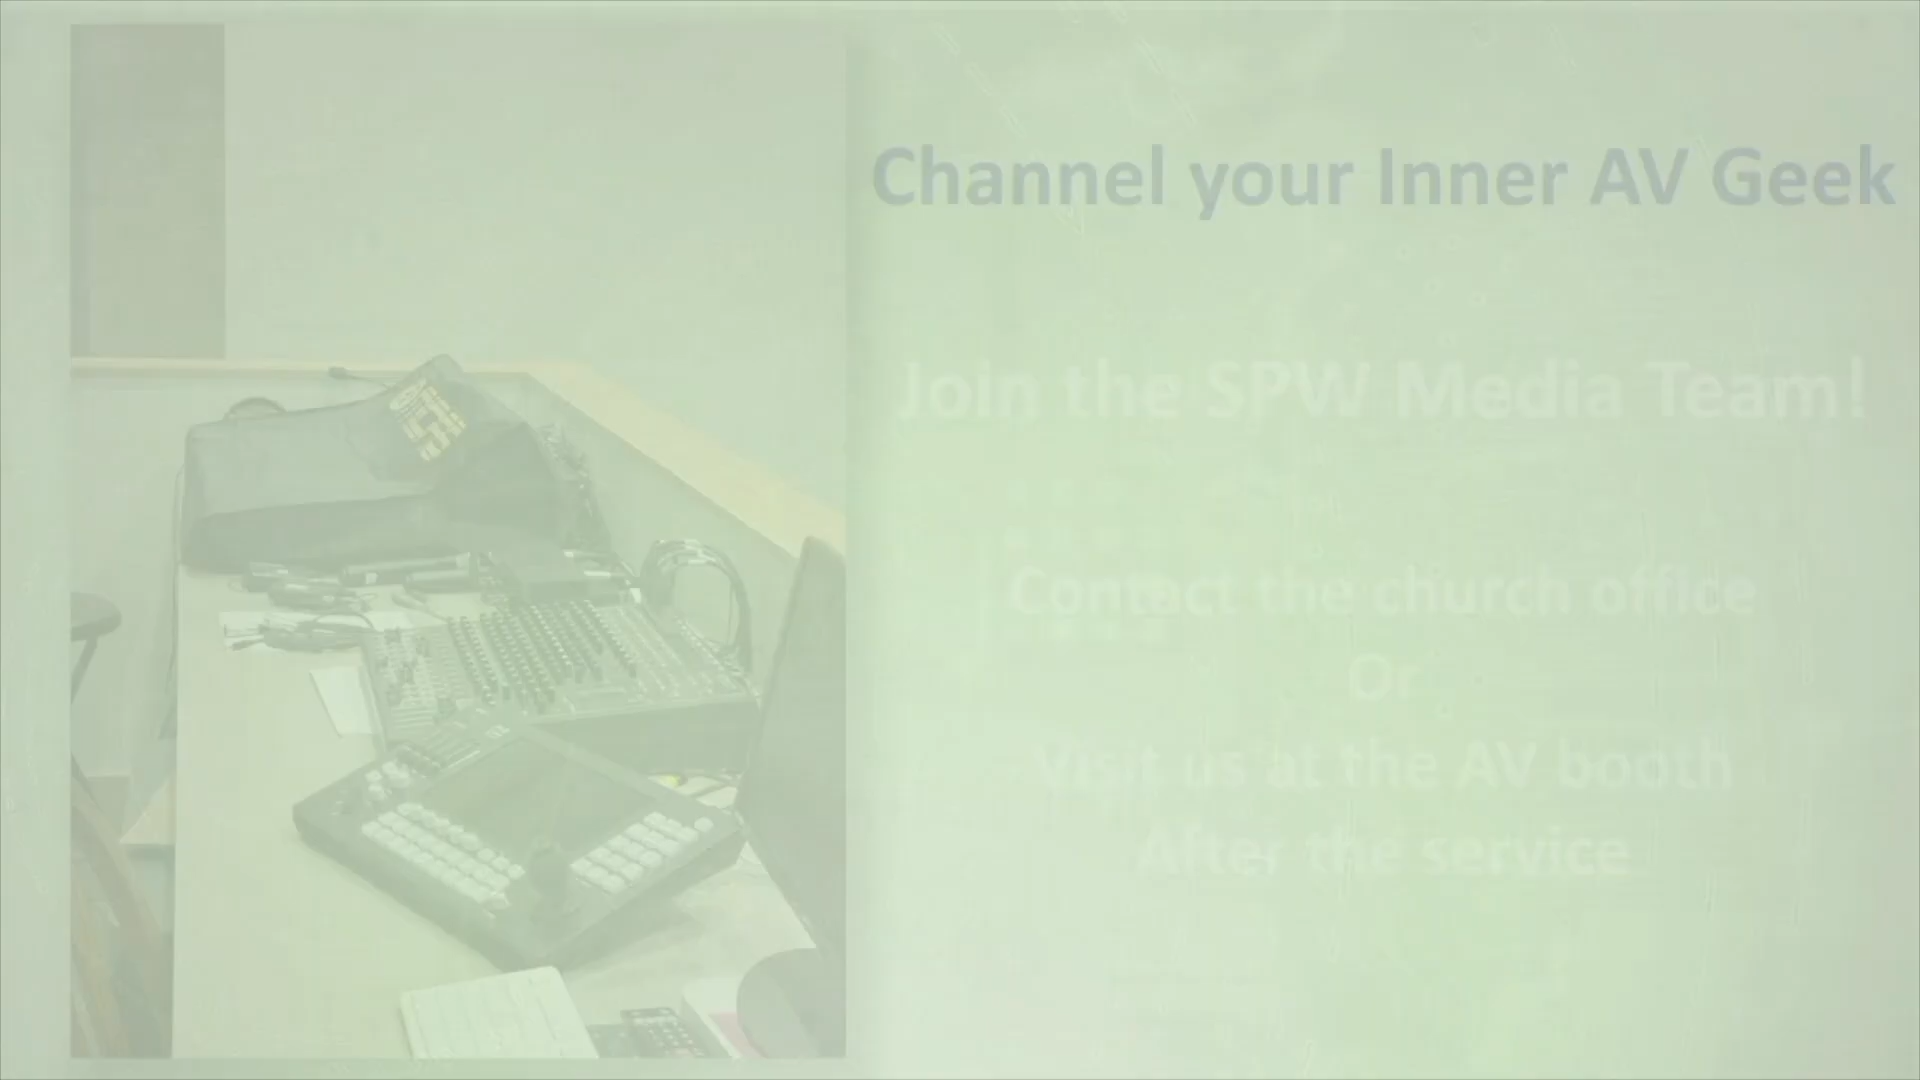 Channel your Inner AV Geek
Join the SPW Media Team!
Contact the church office
Or
Visit us at the AV booth
After the service